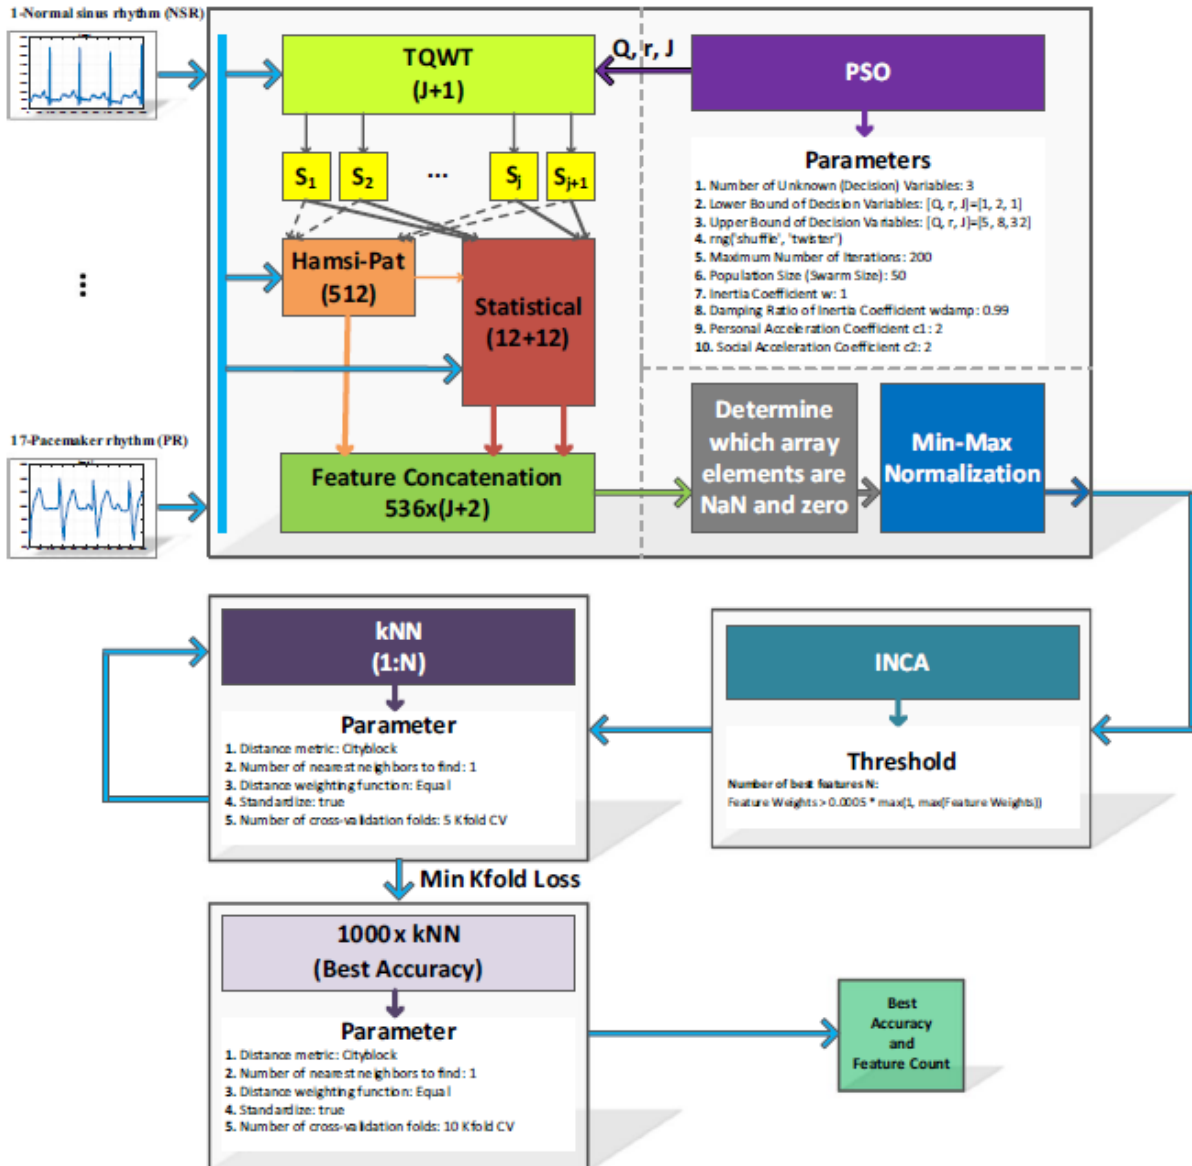 1-Normal sinus rhythm (NSR)
TQWT
(J+1)
Q, r, J
PSO
S1
S2
...
Sj
Sj+1
Parameters
1. Number of Unknown (Decision) Variables: 3
2. Lower Bound of Decision Variables: [Q, r, J]=[1, 2, 1]
3. Upper Bound of Decision Variables: [Q, r, J]=[5, 8, 32]
4. rng('shuffle', 'twister')
5. Maximum Number of Iterations: 200
6. Population Size (Swarm Size): 50
7. Inertia Coefficient w: 1
8. Damping Ratio of Inertia Coefficient wdamp: 0.99
9. Personal Acceleration Coefficient c1: 2
10. Social Acceleration Coefficient c2: 2
...
Hamsi-Pat
(512)
Statistical
(12+12)
17-Pacemaker rhythm (PR)
Feature Concatenation
536x(J+2)
Determine
which array
elements are
NaN and zero
Min-Max
Normalization
kNN
(1:N)
Parameter
1. Distance metric: Cityblock
2. Number of nearest neighbors to find: 1
3. Distance weighting function: Equal
4. Standardize: true
5. Number of cross-validation folds: 5 Kfold CV
INCA
Threshold
Number of best features N:
Feature Weights > 0.0005 * max(1, max(Feature Weights))
Min Kfold Loss
1000 x kNN
(Best Accuracy)
Parameter
1. Distance metric: Cityblock
2. Number of nearest neighbors to find: 1
3. Distance weighting function: Equal
4. Standardize: true
5. Number of cross-validation folds: 10 Kfold CV
Best
Accuracy
and
Feature Count